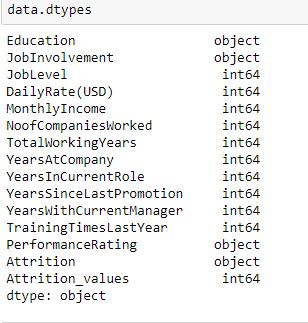 data.dtypes
Education object
JobInvolvement object
JobLevel int64
DailyRate(USD) int64
MonthlyIncome int64
NoofCompaniesWorked int64
TotalWorkingYears int64
YearsAtCompany int64
YearsInCurrentRole int64
YearsSinceLastPromotion int64
YearsWithCurrentManager int64
TrainingTimesLastYear int64
PerformanceRating object
Attrition object
Attrition_values int64
dtype: object